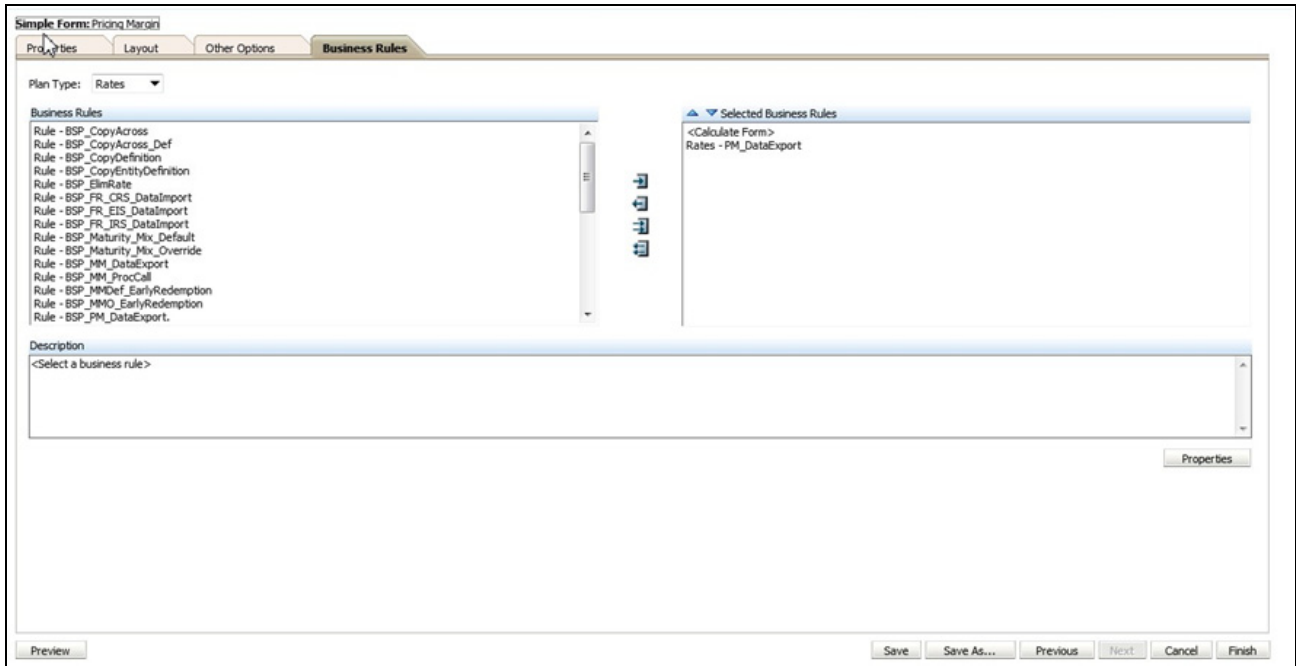 Simple Form: Pricing Margin
Properties Layout Other Options Business Rules
Plan Type: Rates
Business Rules
Rule - BSP_CopyAcross
Rule - BSP_CopyAcross_Def
Rule - BSP_CopyDefinition
Rule - BSP_CopyEntityDefinition
Rule - BSP_ElimRate
Rule - BSP_FR_CRS_DataImport
Rule - BSP_FR_EIS_DataImport
Rule - BSP_FR_IRS_DataImport
Rule - BSP_Maturity_Mix_Default
Rule - BSP_Maturity_Mix_Override
Rule - BSP_MM_DataExport
Rule - BSP_MM_ProcCall
Rule - BSP_MMDef_EarlyRedemption
Rule - BSP_MMO_EarlyRedemption
Rule - BSP_PM_DataExport.
Selected Business Rules
<Calculate Form>
Rates - PM_DataExport
Description
<Select a business rule>
Properties
Preview Save Save As... Previous Next Cancel Finish